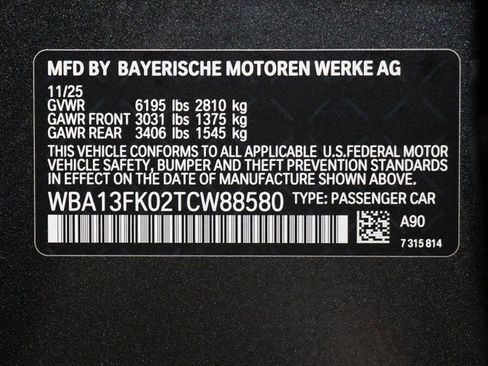 MFD BY BAYERISCHE MOTOREN WERKE AG
11/25
GVWR 6195 lbs 2810 kg
GAWR FRONT 3031 lbs 1375 kg
GAWR REAR 3406 lbs 1545 kg
THIS VEHICLE CONFORMS TO ALL APPLICABLE U.S.FEDERAL MOTOR
VEHICLE SAFETY, BUMPER AND THEFT PREVENTION STANDARDS
IN EFFECT ON THE DATE OF MANUFACTURE SHOWN ABOVE.
WBA13FK02TCW88580 TYPE: PASSENGER CAR
A90
7 315 814